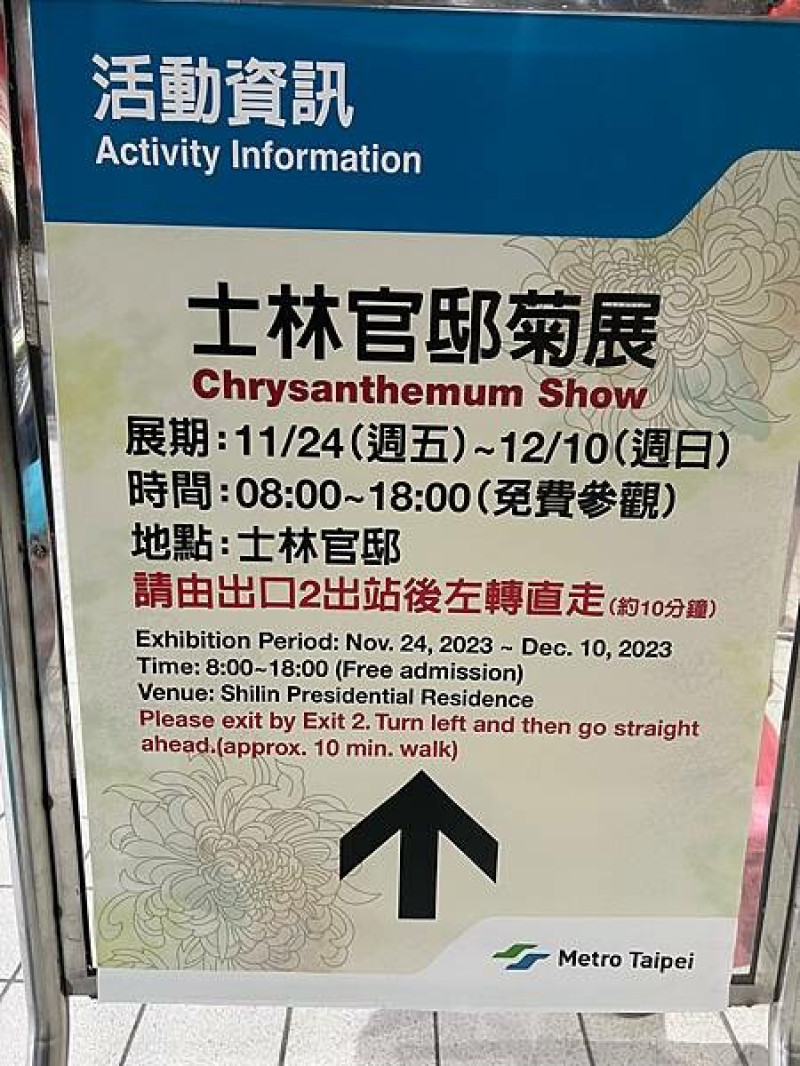 活動資訊
Activity Information
士林官邸菊展
Chrysanthemum Show
展期:11/24(週五)~12/10(週日)
時間:08:00~18:00(免費參觀)
地點:士林官邸
請由出口2出站後左轉直走(約10分鐘)
Exhibition Period: Nov. 24, 2023 ~ Dec. 10, 2023
Time: 8:00~18:00 (Free admission)
Venue: Shilin Presidential Residence
Please exit by Exit 2. Turn left and then go straight
ahead.(approx. 10 min. walk)
Metro Taipei